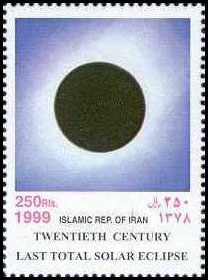 250Rls. ریال ۲۵۰
1999 ISLAMIC REP. OF IRAN ۱۳۷۸
TWENTIETH CENTURY
LAST TOTAL SOLAR ECLIPSE